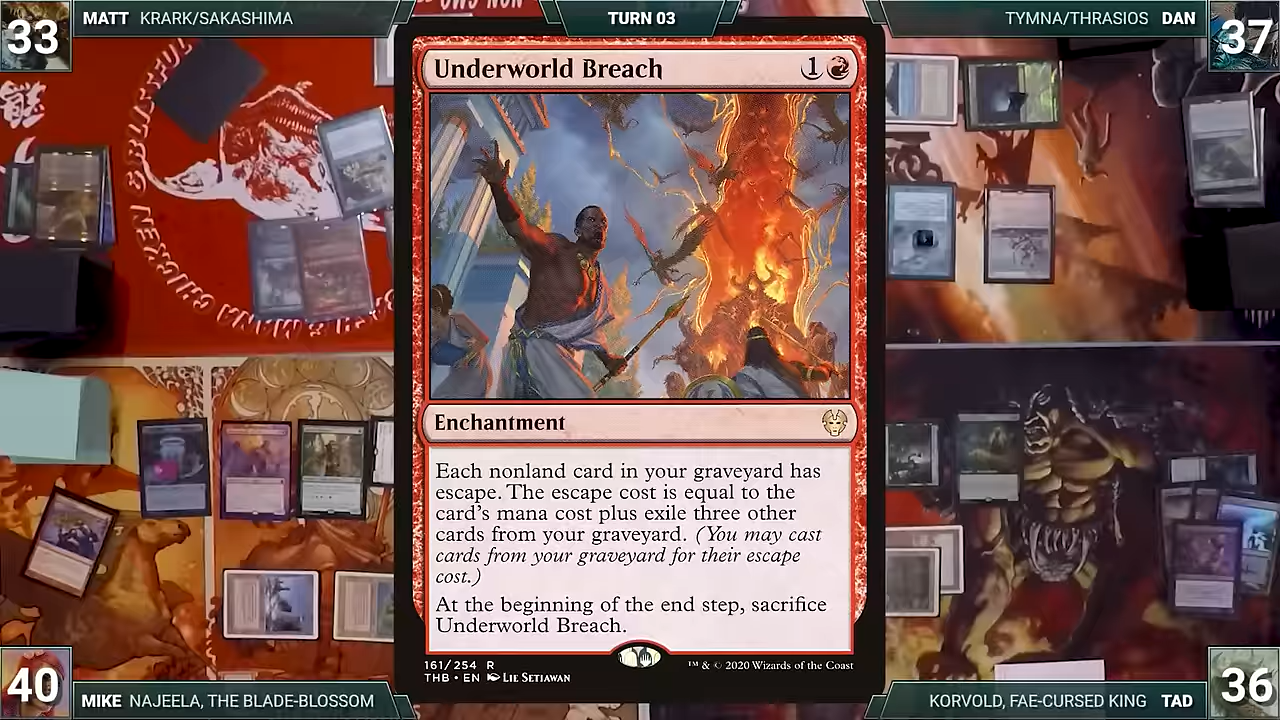 33
MATT KRARK/SAKASHIMA
TURN 03
TYMNA/THRASIOS DAN
37
Underworld Breach 1
Enchantment
Each nonland card in your graveyard has
escape. The escape cost is equal to the
card's mana cost plus exile three other
cards from your graveyard. (You may cast
cards from your graveyard for their escape
cost.)
At the beginning of the end step, sacrifice
Underworld Breach.
161/254 R
THB • EN LIE SETIAWAN
™ & © 2020 Wizards of the Coast
40
MIKE NAJEELA, THE BLADE-BLOSSOM
KORVOLD, FAE-CURSED KING TAD
36